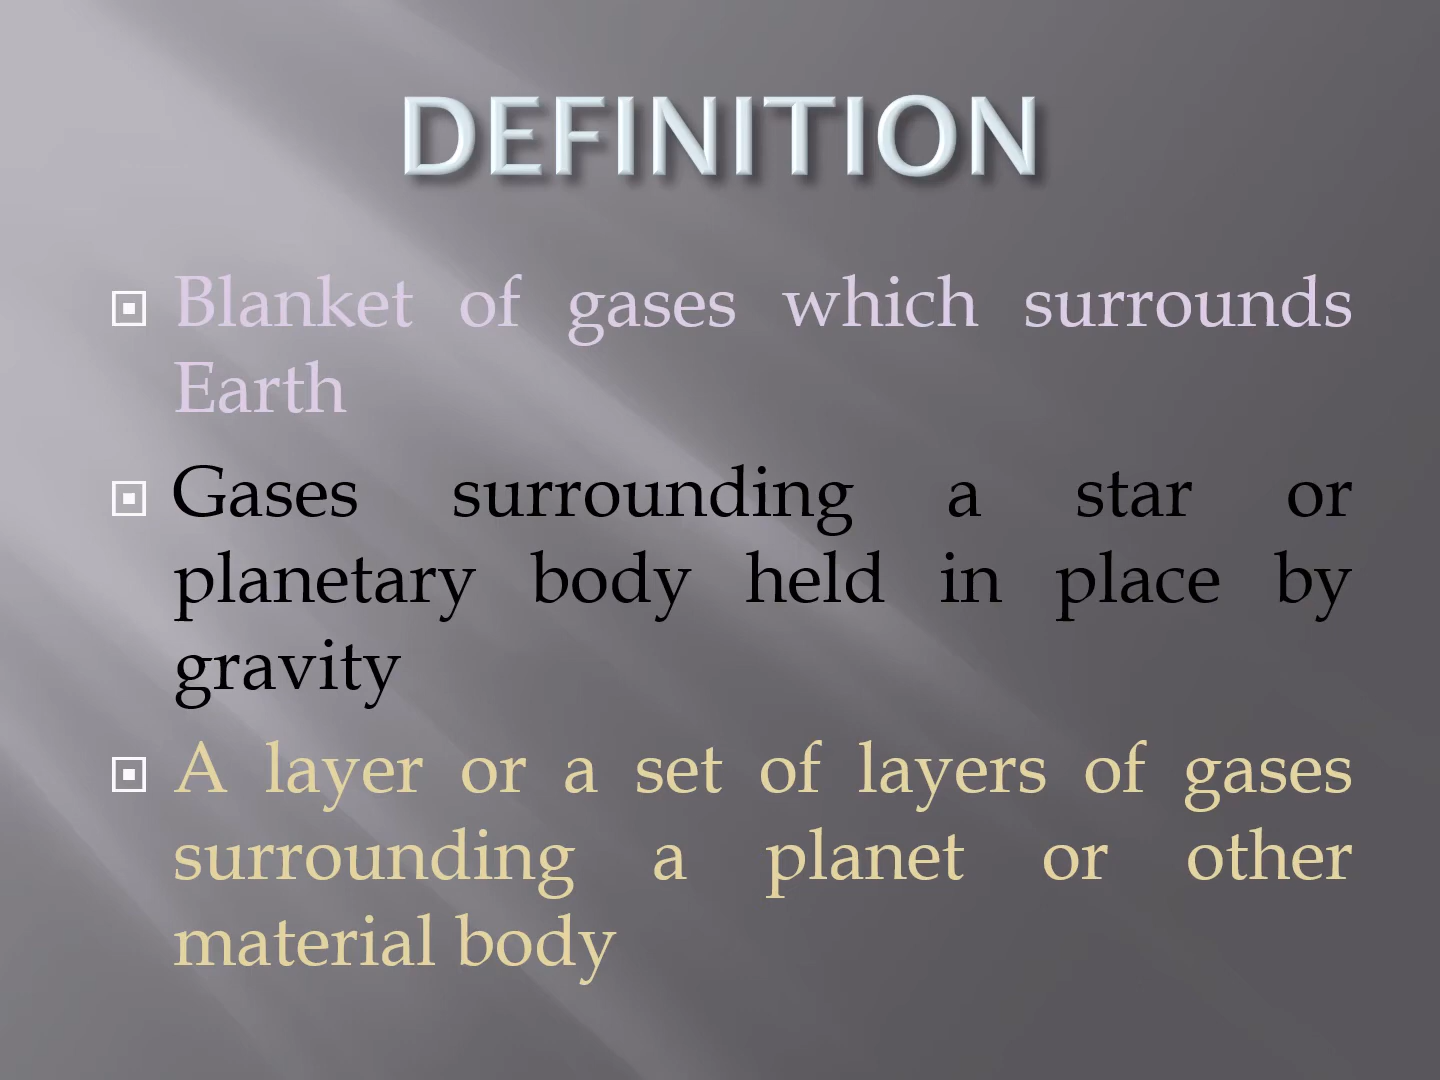 DEFINITION
Blanket of gases which surrounds
Earth
Gases surrounding a star or
planetary body held in place by
gravity
A layer or a set of layers of gases
surrounding a planet or other
material body